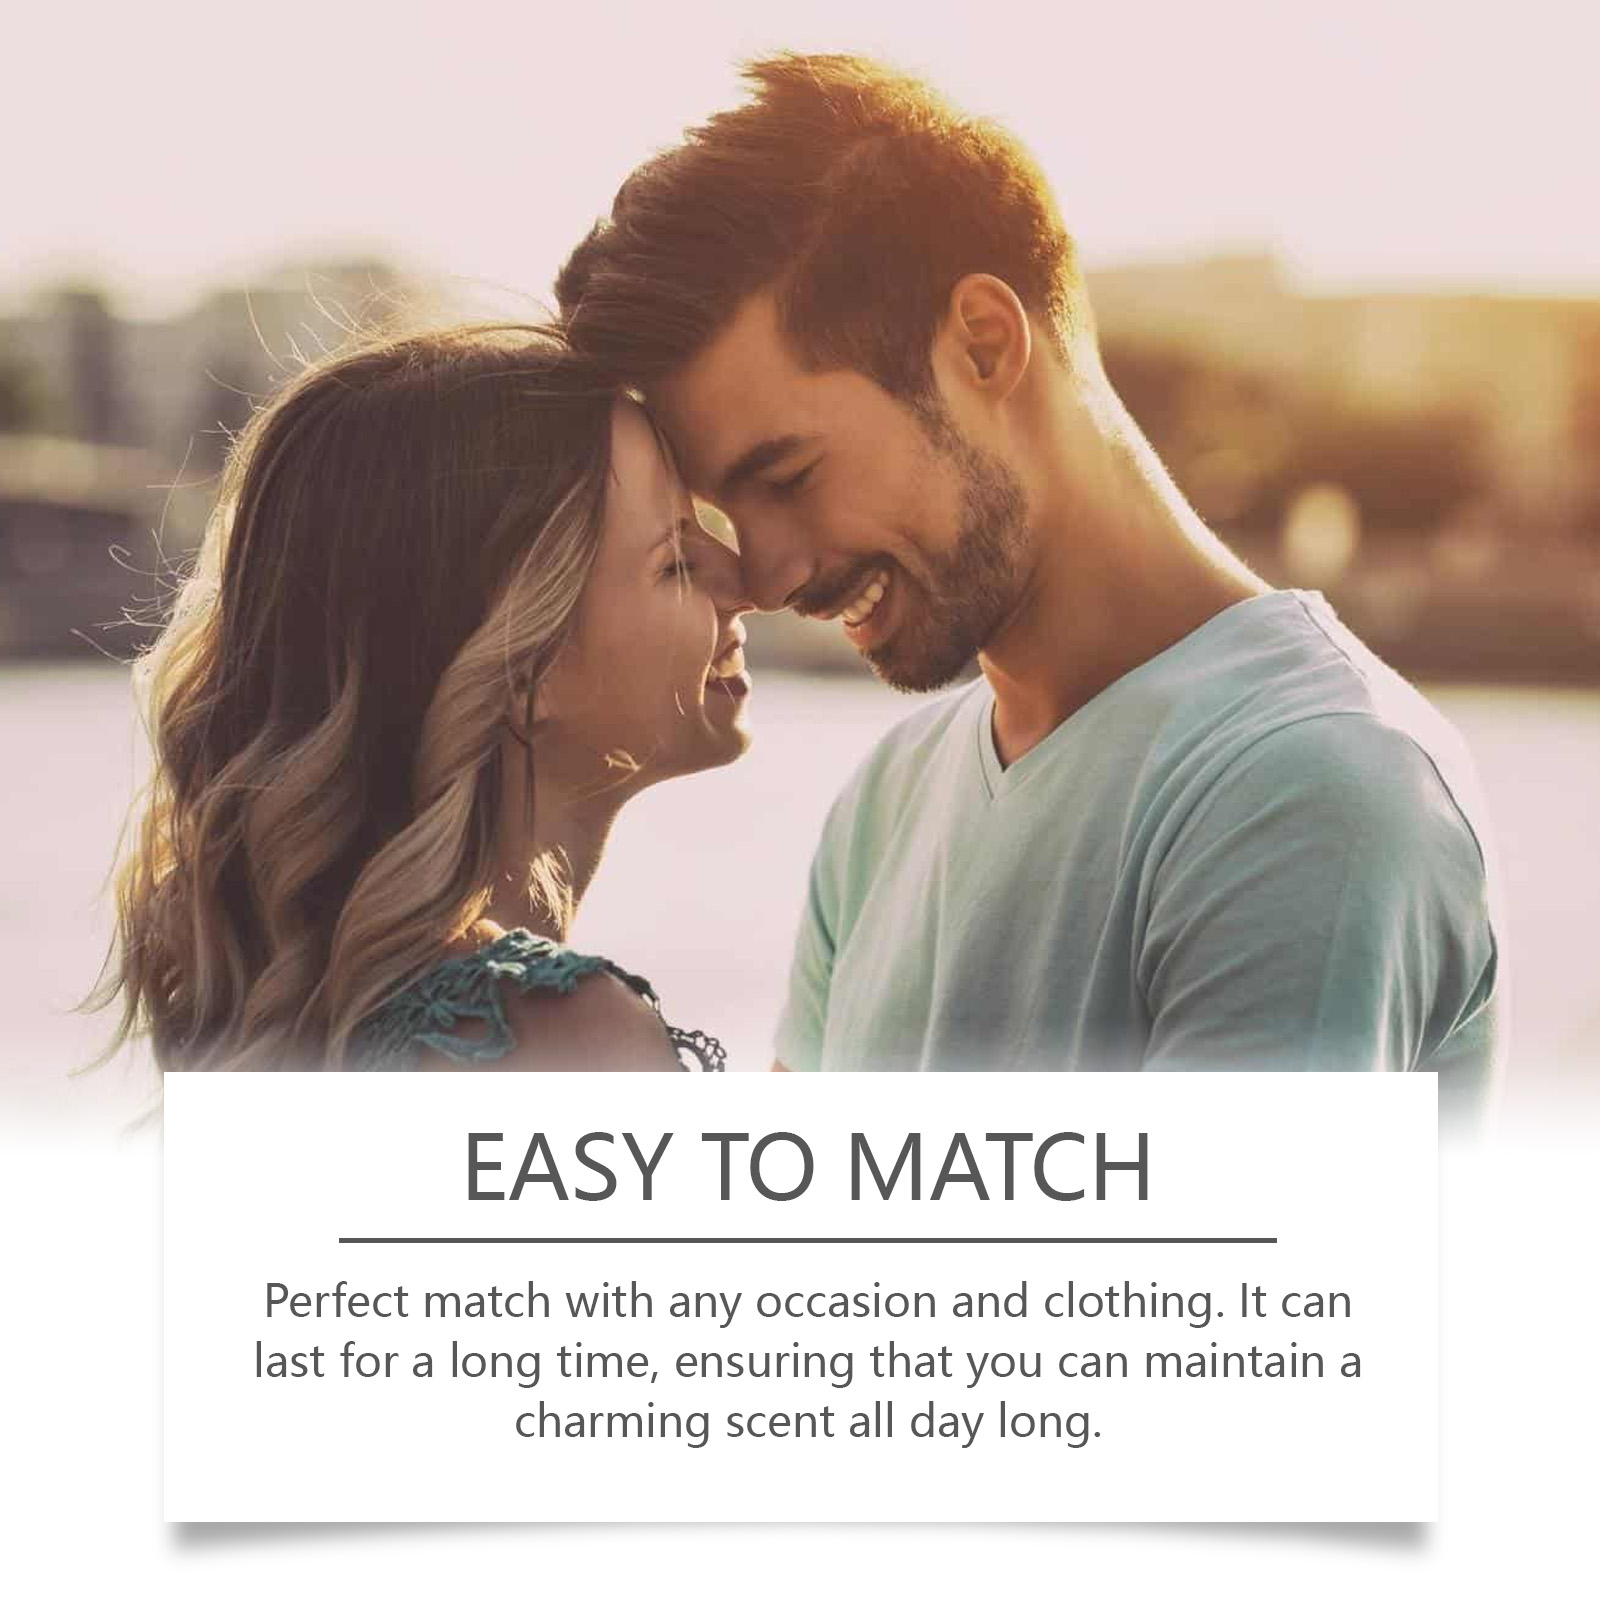 EASY TO MATCH
Perfect match with any occasion and clothing. It can
last for a long time, ensuring that you can maintain a
charming scent all day long.